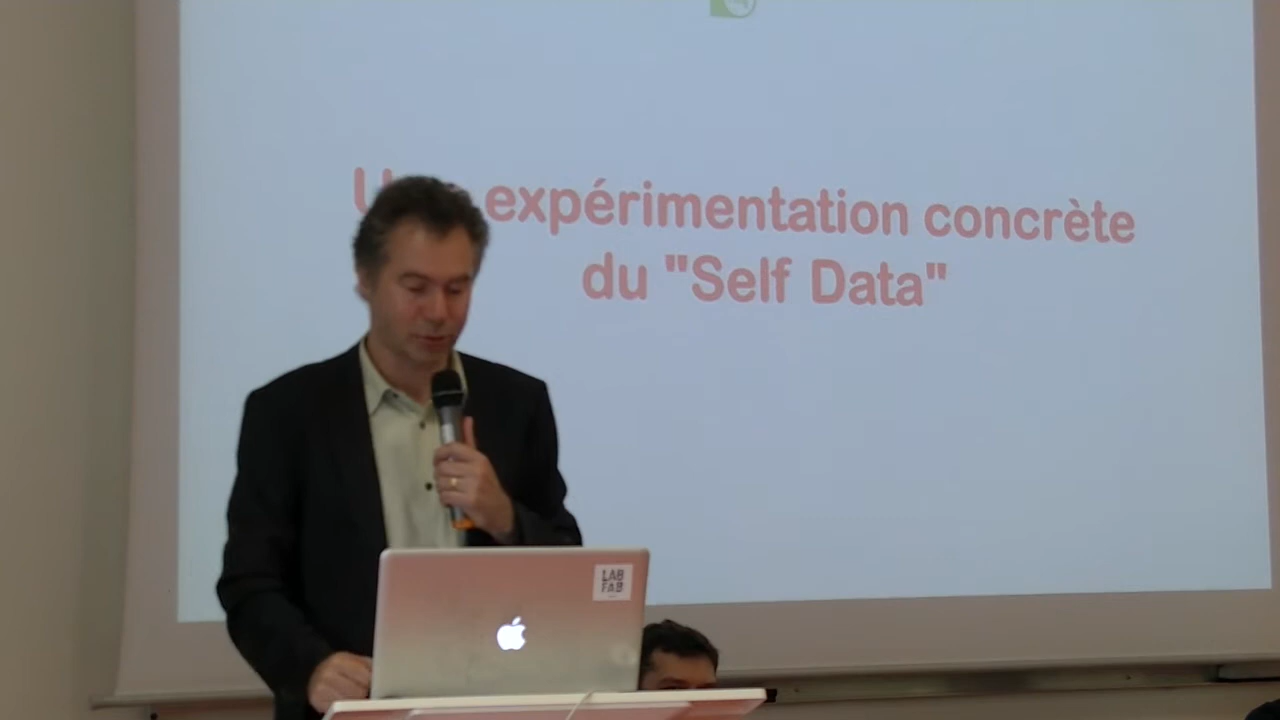 expérimentation concrète
du "Self Data"
LAB
FAB